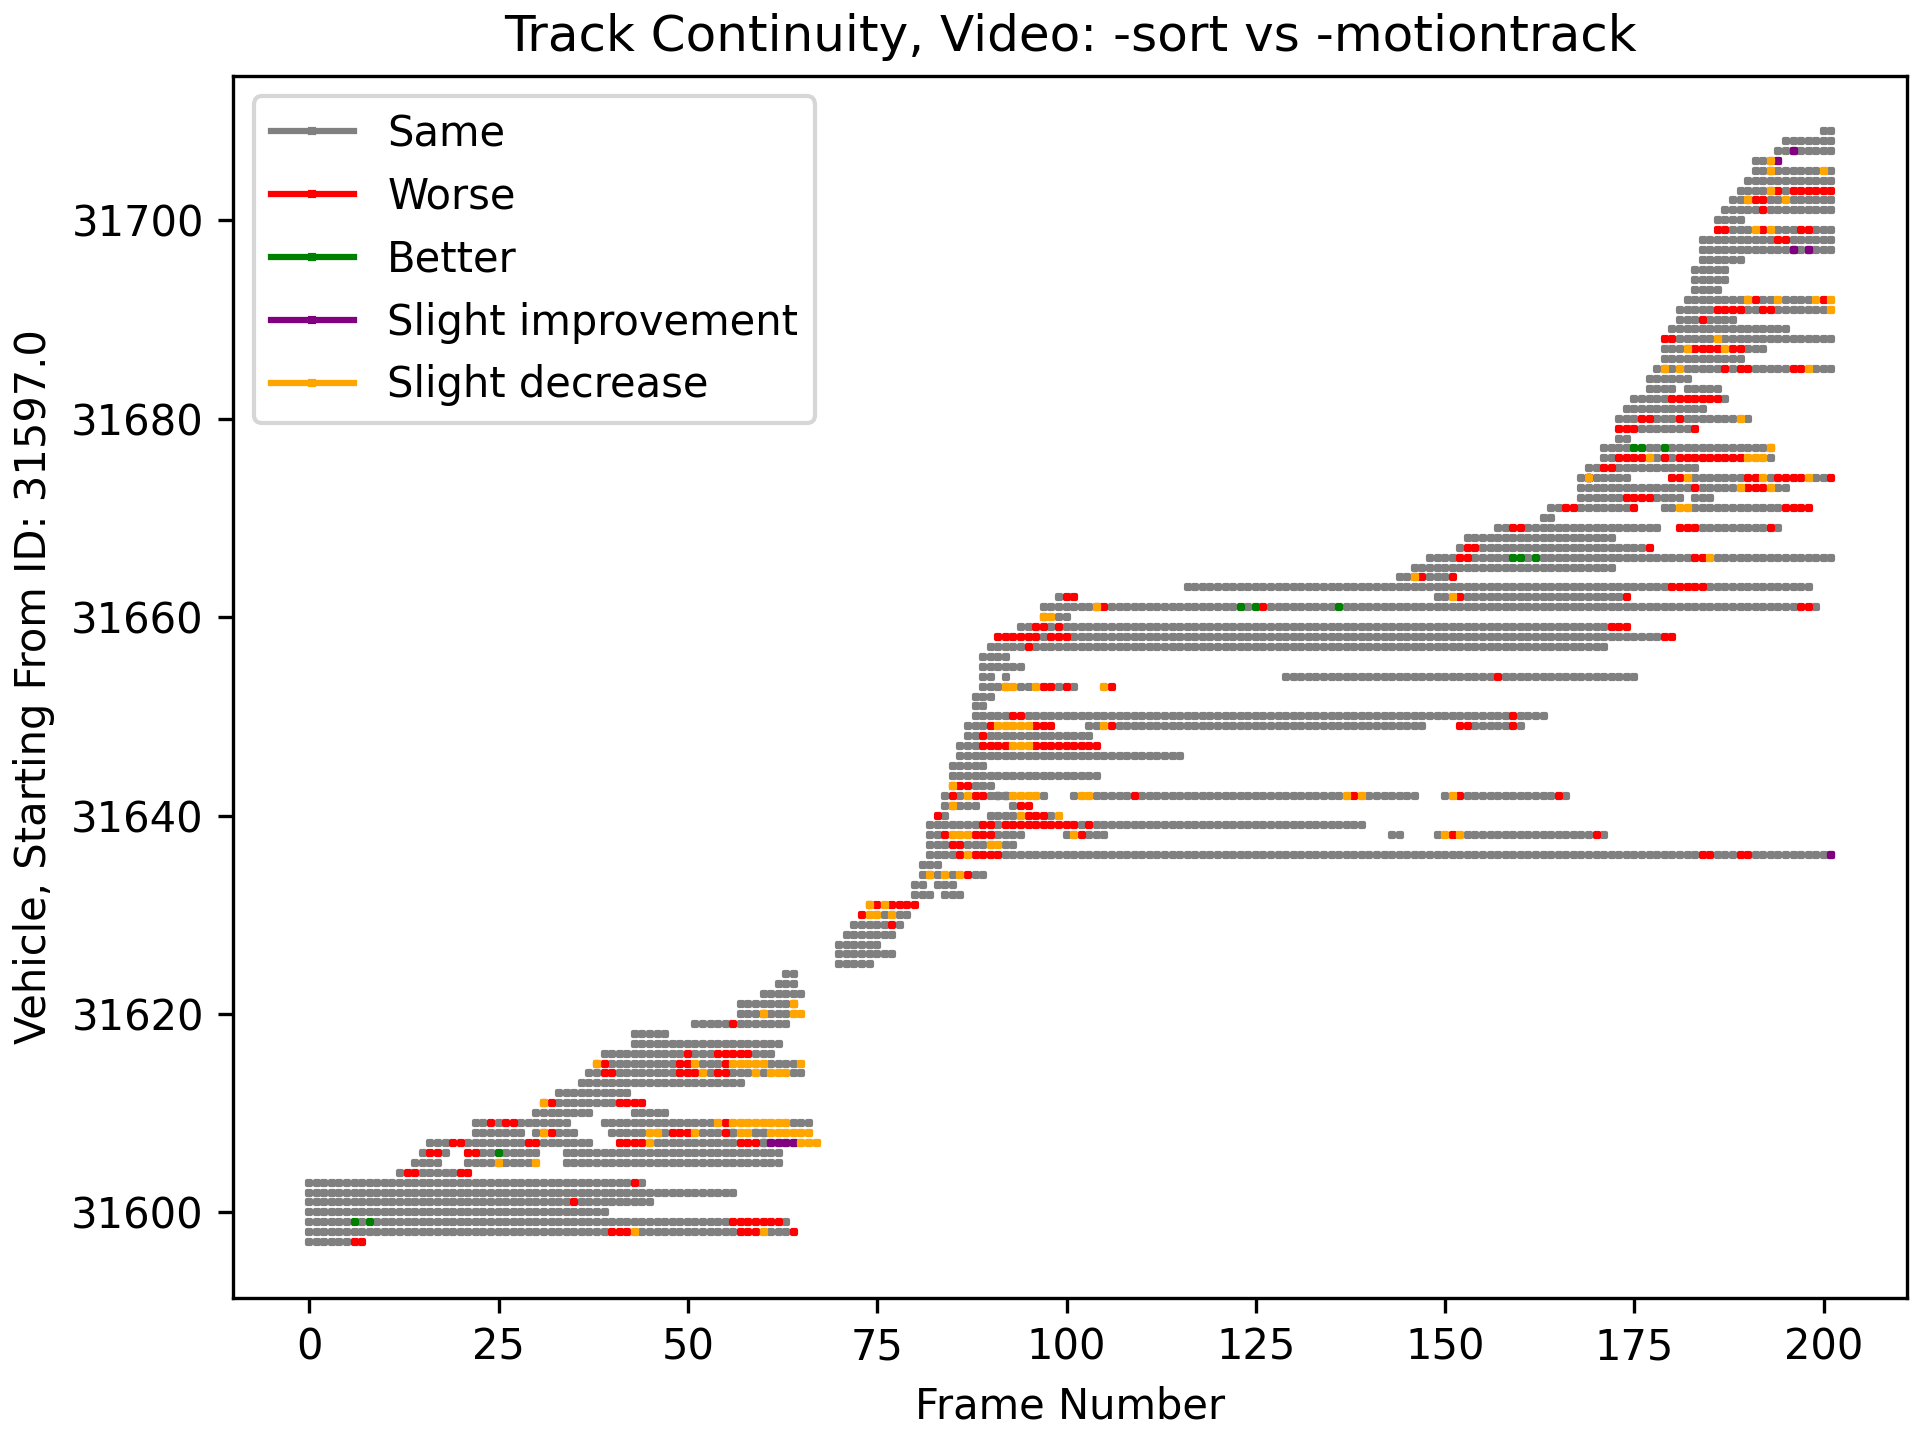 Track Continuity, Video: -sort vs -motiontrack
Same
Worse
Better
Slight improvement
Slight decrease
Vehicle, Starting From ID: 31597.0
31700
31680
31660
31640
31620
31600
0 25 50 75 100 125 150 175 200
Frame Number